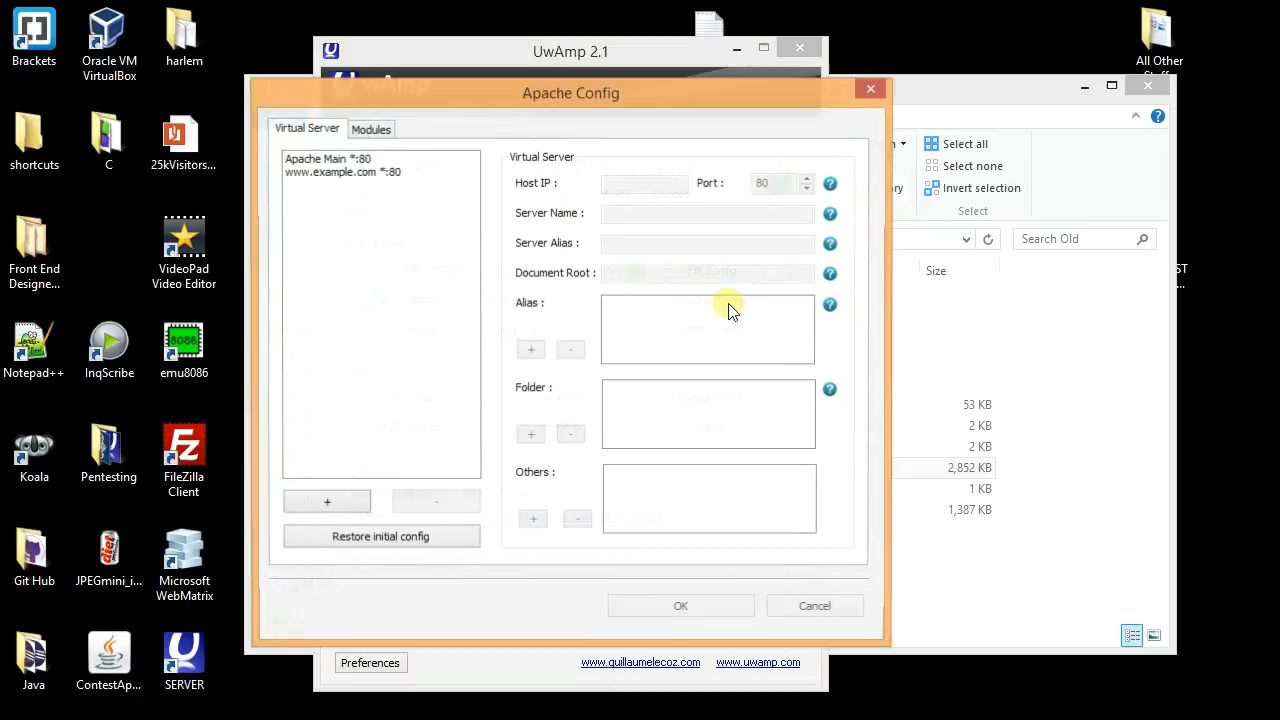 Brackets
Oracle VM
VirtualBox
harlem
shortcuts
C
25kVisitors...
Front End
Designe...
VideoPad
Video Editor
Notepad++
InqScribe
emu8086
Koala
Pentesting
FileZilla
Client
Git Hub
JPEGmini_i...
Microsoft
WebMatrix
Java
ContestAp...
SERVER
All Other
UwAmp 2.1
Apache Config
Virtual Server
Modules
Apache Main *:80
www.example.com *:80
+
-
Restore initial config
Virtual Server
Host IP :
Port :
80
Server Name :
Server Alias :
Document Root :
Alias :
+
-
Folder :
+
-
Others :
+
-
OK
Cancel
Preferences
www.guillaumelecoz.com
www.uwamp.com
Select all
Select none
Invert selection
Select
Search Old
Size
53 KB
2 KB
2 KB
2,852 KB
1 KB
1,387 KB